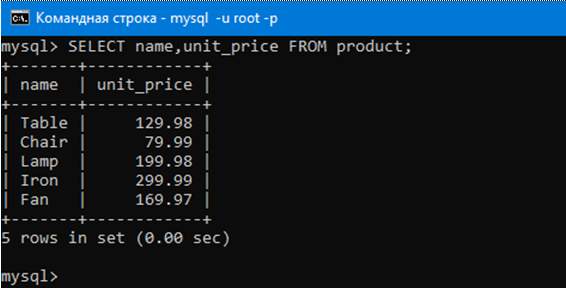 Командная строка - mysql -u root -p
mysql> SELECT name,unit_price FROM product;
+-------+------------+
| name  | unit_price |
+-------+------------+
| Table |     129.98 |
| Chair |      79.99 |
| Lamp  |     199.98 |
| Iron  |     299.99 |
| Fan   |     169.97 |
+-------+------------+
5 rows in set (0.00 sec)
mysql>